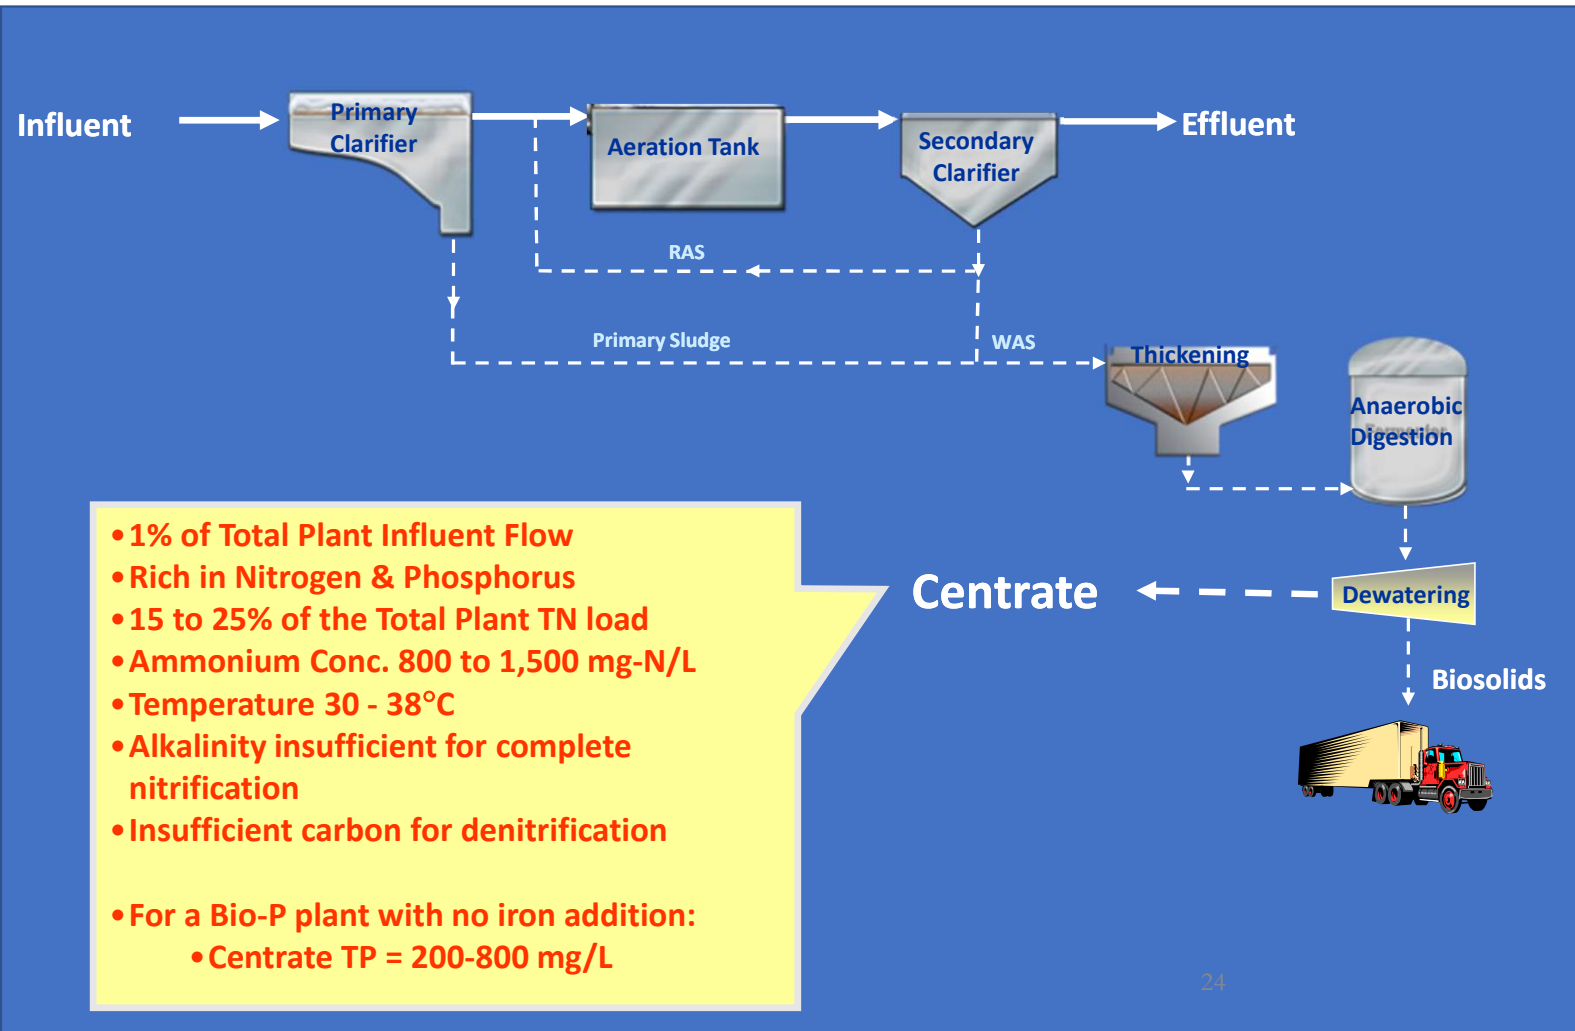 Influent
Primary
Clarifier
Aeration Tank
Secondary
Clarifier
Effluent
RAS
Primary Sludge
WAS
Thickening
Anaerobic
Digestion
•1% of Total Plant Influent Flow
•Rich in Nitrogen & Phosphorus
•15 to 25% of the Total Plant TN load
•Ammonium Conc. 800 to 1,500 mg-N/L
•Temperature 30 - 38°C
•Alkalinity insufficient for complete
nitrification
•Insufficient carbon for denitrification
•For a Bio-P plant with no iron addition:
•Centrate TP = 200-800 mg/L
Centrate
Dewatering
Biosolids
24